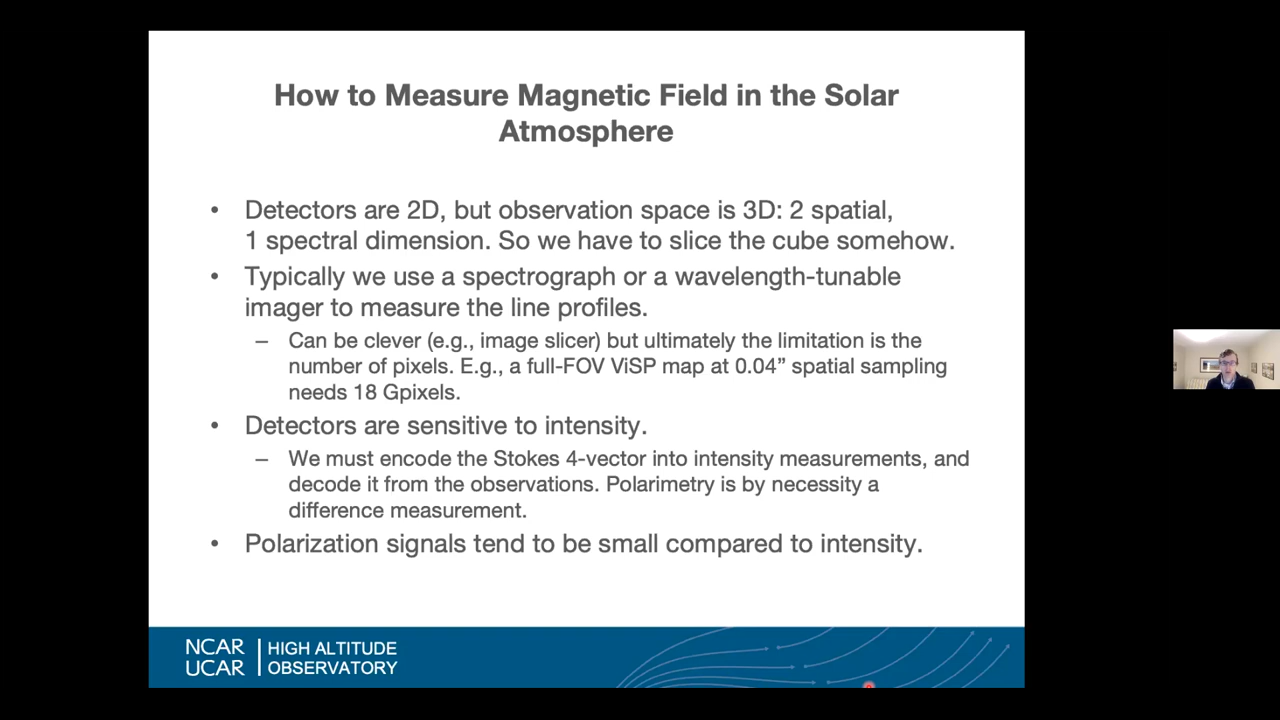 How to Measure Magnetic Field in the Solar
Atmosphere
• Detectors are 2D, but observation space is 3D: 2 spatial,
1 spectral dimension. So we have to slice the cube somehow.
• Typically we use a spectrograph or a wavelength-tunable
imager to measure the line profiles.
– Can be clever (e.g., image slicer) but ultimately the limitation is the
number of pixels. E.g., a full-FOV ViSP map at 0.04” spatial sampling
needs 18 Gpixels.
• Detectors are sensitive to intensity.
– We must encode the Stokes 4-vector into intensity measurements, and
decode it from the observations. Polarimetry is by necessity a
difference measurement.
• Polarization signals tend to be small compared to intensity.
NCAR
UCAR
HIGH ALTITUDE
OBSERVATORY